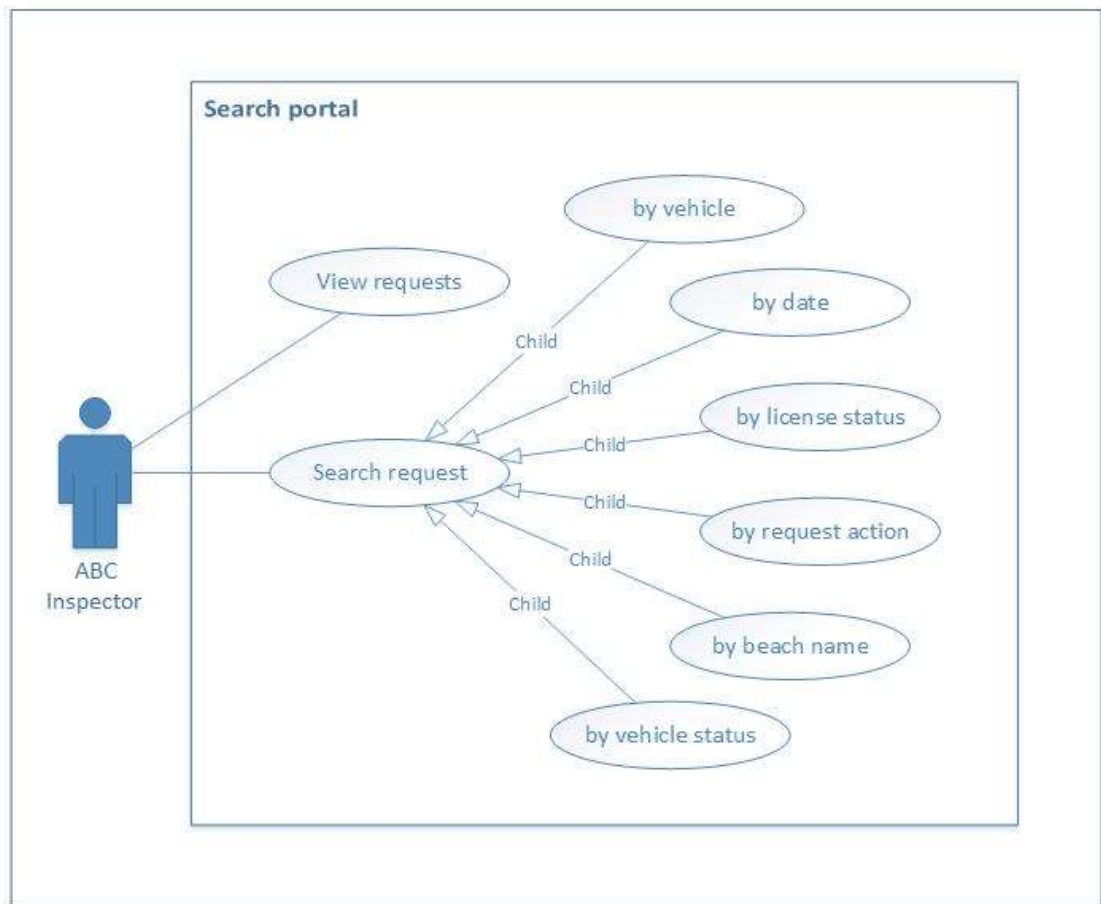 Search portal
by vehicle
View requests
by date
Child
Child
by license status
Child
Search request
Child
by request action
Child
ABC
Inspector
Child
by beach name
by vehicle status